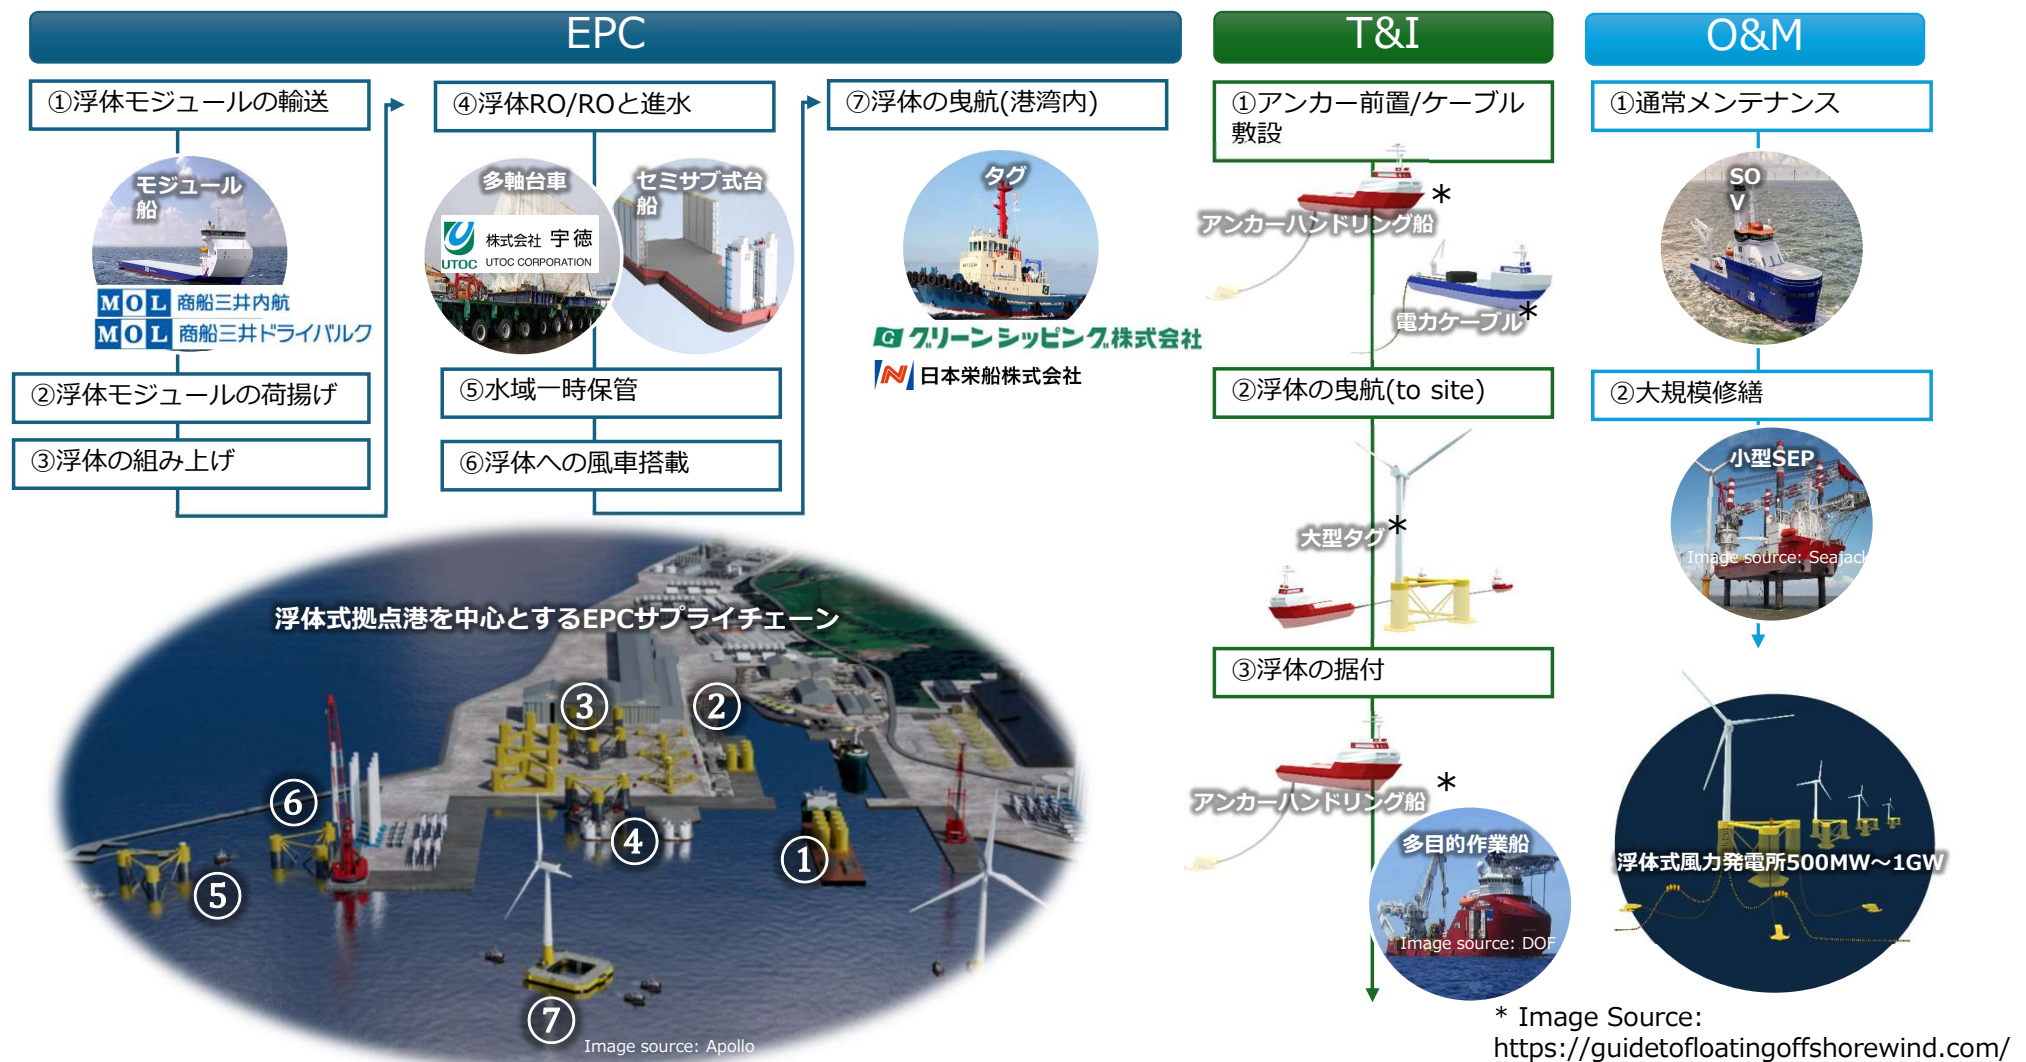 EPC
①浮体モジュールの輸送
モジュール
船
MOL 商船三井内航
MOL 商船三井ドライバルク
②浮体モジュールの荷揚げ
③浮体の組み上げ
④浮体RO/ROと進水
多軸台車
UTOC
株式会社 宇徳
UTOC CORPORATION
セミサブ式台
船
⑤水域一時保管
⑥浮体への風車搭載
⑦浮体の曳航(港湾内)
タグ
グリーンシッピング株式会社
日本栄船株式会社
浮体式拠点港を中心とするEPCサプライチェーン
③
②
⑥
④
①
⑤
⑦
Image source: Apollo
T&I
①アンカー前置/ケーブル
敷設
*
アンカーハンドリング船
電力ケーブル*
②浮体の曳航(to site)
大型タグ*
③浮体の据付
*
アンカーハンドリング船
多目的作業船
Image source: DOF
O&M
①通常メンテナンス
SO
V
②大規模修繕
小型SEP
Image source: Seajack
浮体式風力発電所500MW～1GW
* Image Source:
https://guidetofloatingoffshorewind.com/